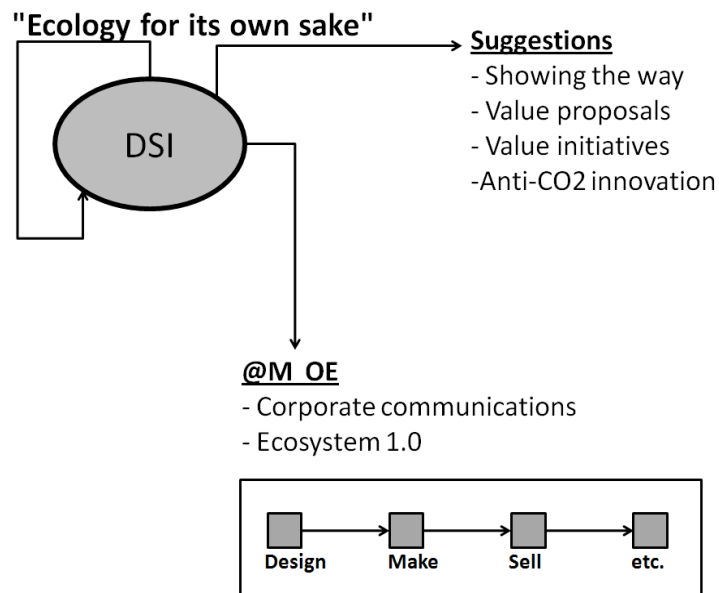 "Ecology for its own sake"
DSI
Suggestions
- Showing the way
- Value proposals
- Value initiatives
-Anti-CO2 innovation
@M OE
- Corporate communications
- Ecosystem 1.0
Design Make Sell etc.